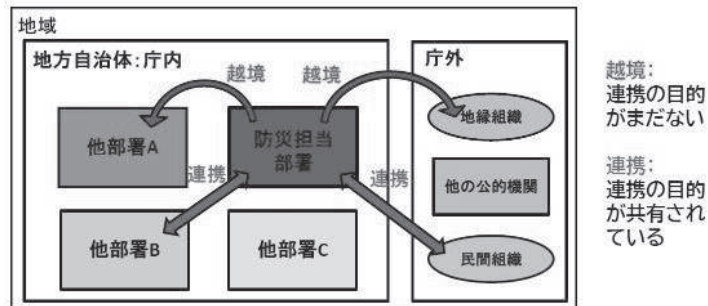 地域
地方自治体:庁内
庁外
越境
越境
他部署A
防災担当
部署
地縁組織
連携
連携
他の公的機関
他部署B
他部署C
民間組織
越境:
連携の目的
がまだない
連携:
連携の目的
が共有され
ている